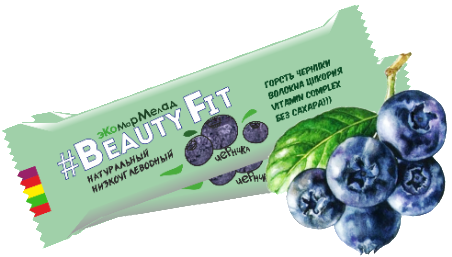 экомарМелад
#BEAUTY FIT
НАТУРАЛЬНЫЙ
НИЗКОУГЛЕВОДНЫЙ
черника
ГОРСТЬ ЧЕРНИКИ
ВОЛОКНА ЦИКОРИЯ
VITAMIN COMPLEX
БЕЗ САХАРА)))
черника